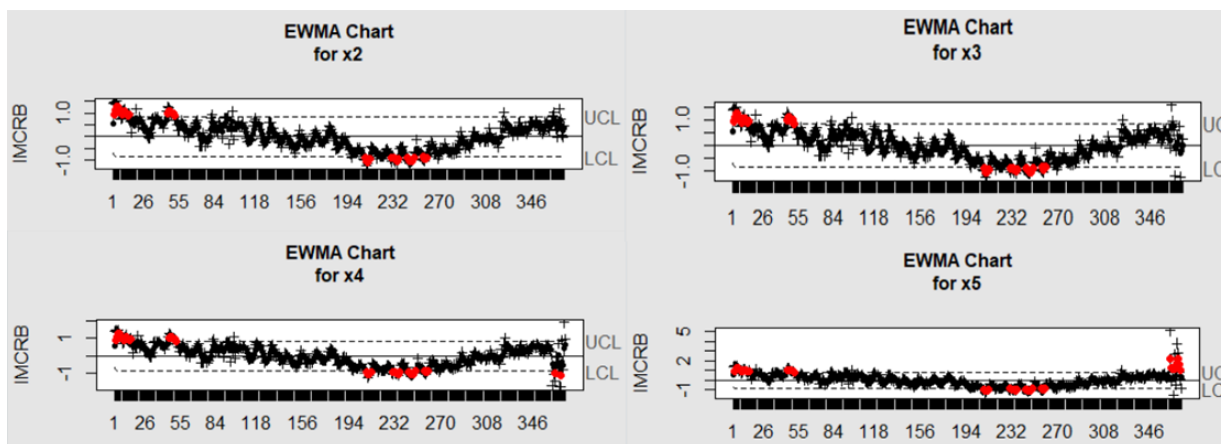 EWMA Chart
for x2
IMCRB
1.0
-1.0
UCL
LCL
1 26 55 84 118 156 194 232 270 308 346
EWMA Chart
for x3
IMCRB
1.0
-1.0
UC
LC
1 26 55 84 118 156 194 232 270 308 346
EWMA Chart
for x4
IMCRB
1
-1
UCL
LCL
1 26 55 84 118 156 194 232 270 308 346
EWMA Chart
for x5
IMCRB
5
2
-1
UC
LC
1 26 55 84 118 156 194 232 270 308 346